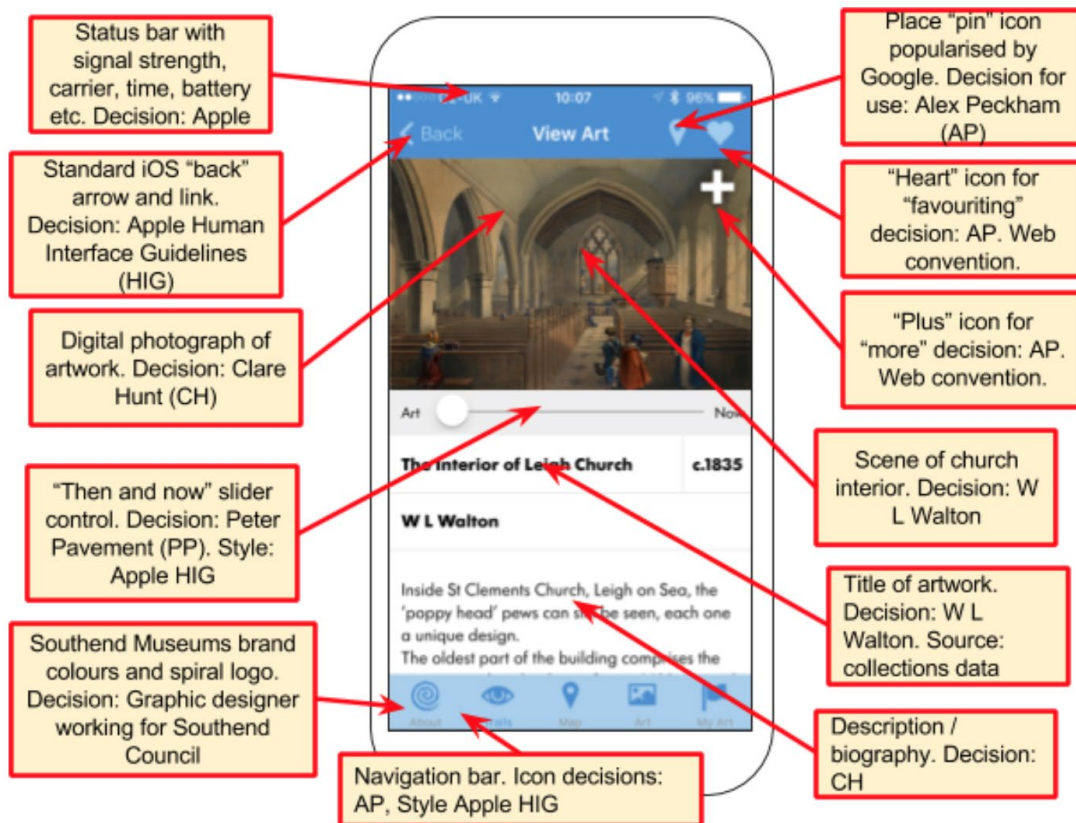 Status bar with
signal strength,
carrier, time, battery
etc. Decision: Apple
Standard iOS “back”
arrow and link.
Decision: Apple Human
Interface Guidelines
(HIG)
Digital photograph of
artwork. Decision: Clare
Hunt (CH)
“Then and now” slider
control. Decision: Peter
Pavement (PP). Style:
Apple HIG
Southend Museums brand
colours and spiral logo.
Decision: Graphic designer
working for Southend
Council
UK 10:07 96%
Back View Art
Art Now
The Interior of Leigh Church c.1835
W L Walton
Inside St Clements Church, Leigh on Sea, the
‘poppy head’ pews can still be seen, each one
a unique design.
The oldest part of the building comprises the
About Trails Map Art My Art
Navigation bar. Icon decisions:
AP, Style Apple HIG
Place “pin” icon
popularised by
Google. Decision for
use: Alex Peckham
(AP)
“Heart” icon for
“favouriting”
decision: AP. Web
convention.
“Plus” icon for
“more” decision: AP.
Web convention.
Scene of church
interior. Decision: W
L Walton
Title of artwork.
Decision: W L
Walton. Source:
collections data
Description /
biography. Decision:
CH